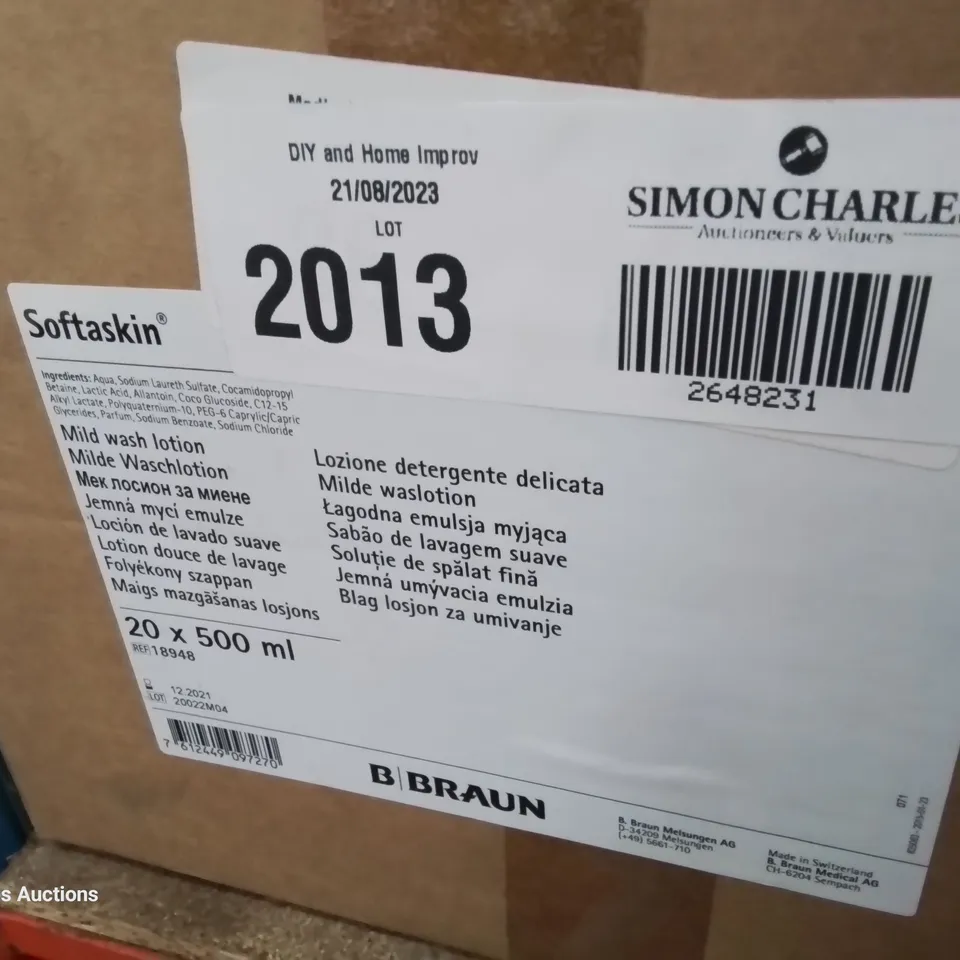 DIY and Home Improv
21/08/2023
LOT
2013
SIMON CHARLES
Auctioneers & Valuers
2648231
Softaskin®
Ingredients: Aqua, Sodium Laureth Sulfate, Cocamidopropyl
Betaine, Lactic Acid, Allantoin, Coco Glucoside, C12-15
Alkyl Lactate, Polyquaternium-10, PEG-6 Caprylic/Capric
Glycerides, Parfum, Sodium Benzoate, Sodium Chloride
Mild wash lotion
Milde Waschlotion
Мек лосион за миене
Jemná mycí emulze
Loción de lavado suave
Lotion douce de lavage
Folyékony szappan
Maigs mazgāšanas losjons
Lozione detergente delicata
Milde waslotion
Łagodna emulsja myjąca
Sabão de lavagem suave
Soluție de spălat fină
Jemná umývacia emulzia
Blag losjon za umivanje
20 x 500 ml
REF 18948
12.2021
LOT 20022M04
7 612449 097270
B|BRAUN
B. Braun Melsungen AG
D-34209 Melsungen
(+49) 5661-710
Made in Switzerland
B. Braun Medical AG
CH-6204 Sempach
071
s Auctions